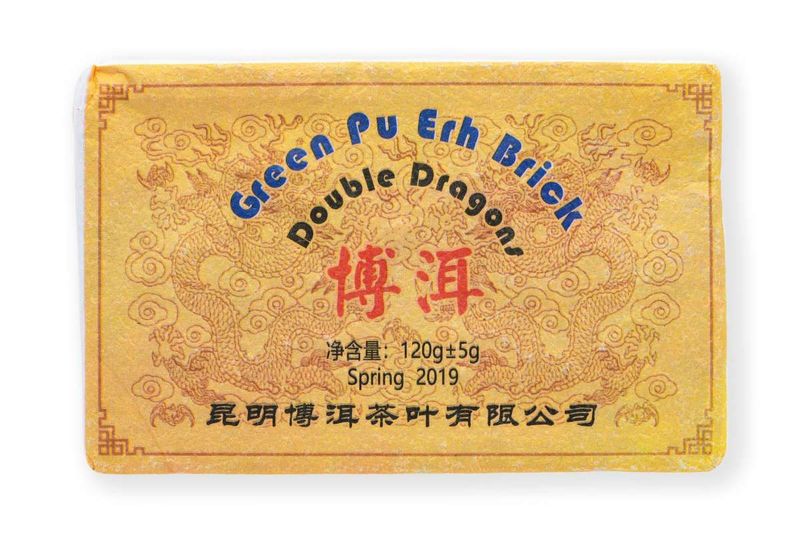 Green Pu Erh Brick
Double Dragons
博洱
净含量：120g±5g
Spring 2019
昆明博洱茶叶有限公司